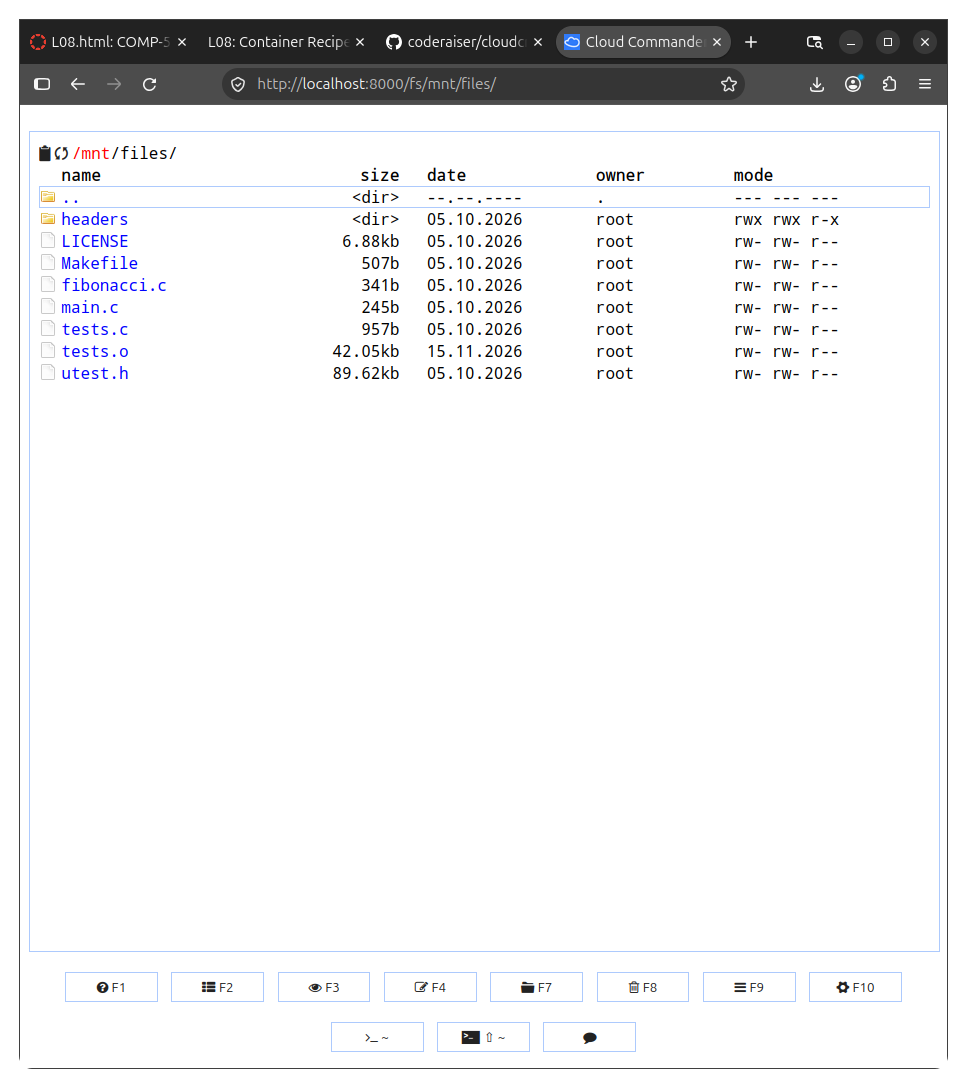 L08.html: COMP-5
L08: Container Recipe
coderaiser/cloudc
Cloud Commander
http://localhost:8000/fs/mnt/files/
/mnt/files/
name size date owner mode
.. <dir> --.--.---- . --- --- ---
headers <dir> 05.10.2026 root rwx rwx r-x
LICENSE 6.88kb 05.10.2026 root rw- rw- r--
Makefile 507b 05.10.2026 root rw- rw- r--
fibonacci.c 341b 05.10.2026 root rw- rw- r--
main.c 245b 05.10.2026 root rw- rw- r--
tests.c 957b 05.10.2026 root rw- rw- r--
tests.o 42.05kb 15.11.2026 root rw- rw- r--
utest.h 89.62kb 05.10.2026 root rw- rw- r--
F1 F2 F3 F4 F7 F8 F9 F10
>_ ~ >_ ⇧ ~